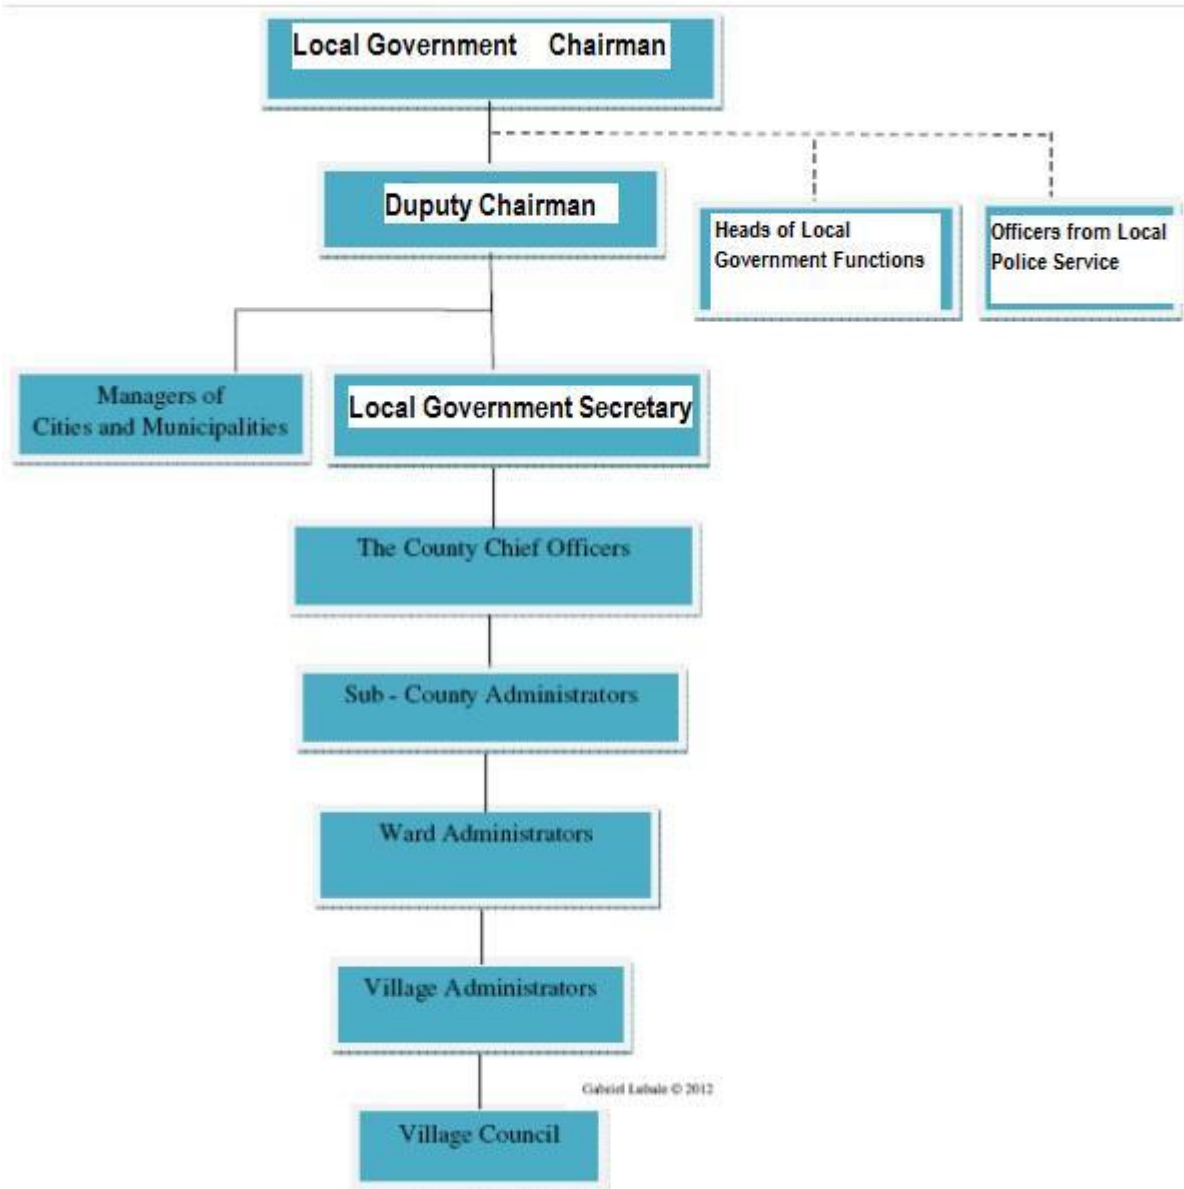 Local Government Chairman
Duputy Chairman
Heads of Local
Government Functions
Officers from Local
Police Service
Managers of
Cities and Municipalities
Local Government Secretary
The County Chief Officers
Sub - County Administrators
Ward Administrators
Village Administrators
Gabriel Lubale © 2012
Village Council